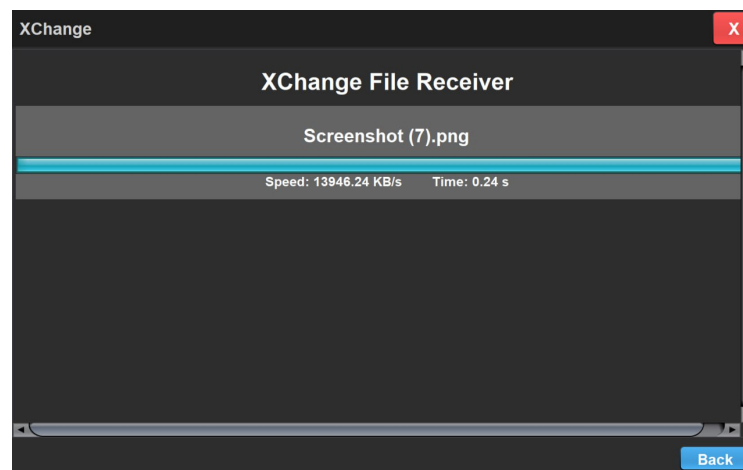 XChange
X
XChange File Receiver
Screenshot (7).png
Speed: 13946.24 KB/s Time: 0.24 s
Back